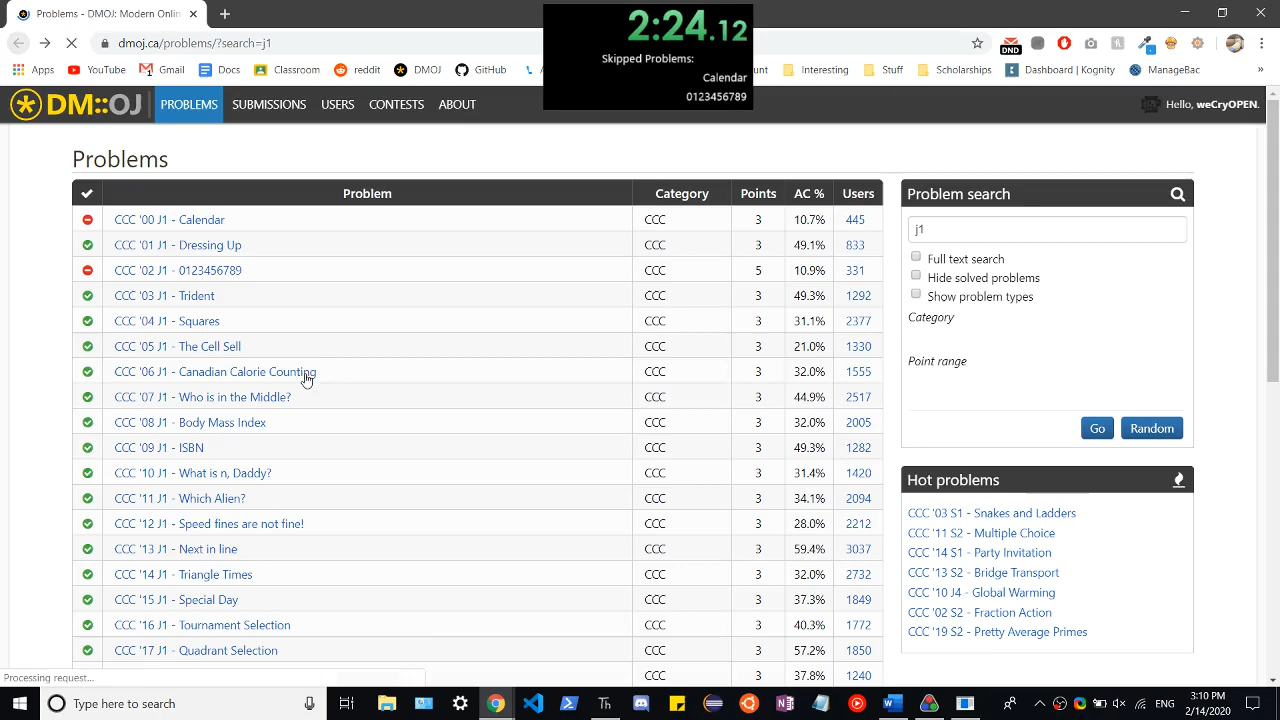 Problems - DMOJ: Modern Online
2:24.12
Skipped Problems:
Calendar
0123456789
dmoj.ca/problems/?search=j1
DND
Apps
YouTube
Gmail
Docs
Classroom
reddit
DMOJ
GitHub
Interesting
Stuff
Scholarships
Dashboard | Kognity
ManageBac
»
DM::OJ
PROBLEMS
SUBMISSIONS
USERS
CONTESTS
ABOUT
Hello, weCryOPEN.
Problems
Problem Category Points AC % Users
CCC '00 J1 - Calendar CCC 3 10.7% 445
CCC '01 J1 - Dressing Up CCC 3 49.1% 833
CCC '02 J1 - 0123456789 CCC 5 10.9% 331
CCC '03 J1 - Trident CCC 3 49.3% 1292
CCC '04 J1 - Squares CCC 3 31.1% 2377
CCC '05 J1 - The Cell Sell CCC 3 21.0% 1330
CCC '06 J1 - Canadian Calorie Counting CCC 3 32.0% 1555
CCC '07 J1 - Who is in the Middle? CCC 3 44.9% 2517
CCC '08 J1 - Body Mass Index CCC 3 32.0% 2005
CCC '09 J1 - ISBN CCC 3 49.3% 1282
CCC '10 J1 - What is n, Daddy? CCC 3 31.4% 1420
CCC '11 J1 - Which Alien? CCC 3 34.1% 2094
CCC '12 J1 - Speed fines are not fine! CCC 3 28.0% 2212
CCC '13 J1 - Next in line CCC 3 59.4% 3037
CCC '14 J1 - Triangle Times CCC 3 32.0% 2732
CCC '15 J1 - Special Day CCC 3 37.3% 1849
CCC '16 J1 - Tournament Selection CCC 3 40.3% 1772
CCC '17 J1 - Quadrant Selection CCC 3 57.2% 1850
CCC 3 37.8% 1240
Problem search
j1
Full text search
Hide solved problems
Show problem types
Category
Point range
Go
Random
Hot problems
CCC '03 S1 - Snakes and Ladders
CCC '11 S2 - Multiple Choice
CCC '14 S1 - Party Invitation
CCC '13 S2 - Bridge Transport
CCC '10 J4 - Global Warming
CCC '02 S2 - Fraction Action
CCC '19 S2 - Pretty Average Primes
Processing request...
Type here to search
Th
ENG
3:10 PM
2/14/2020